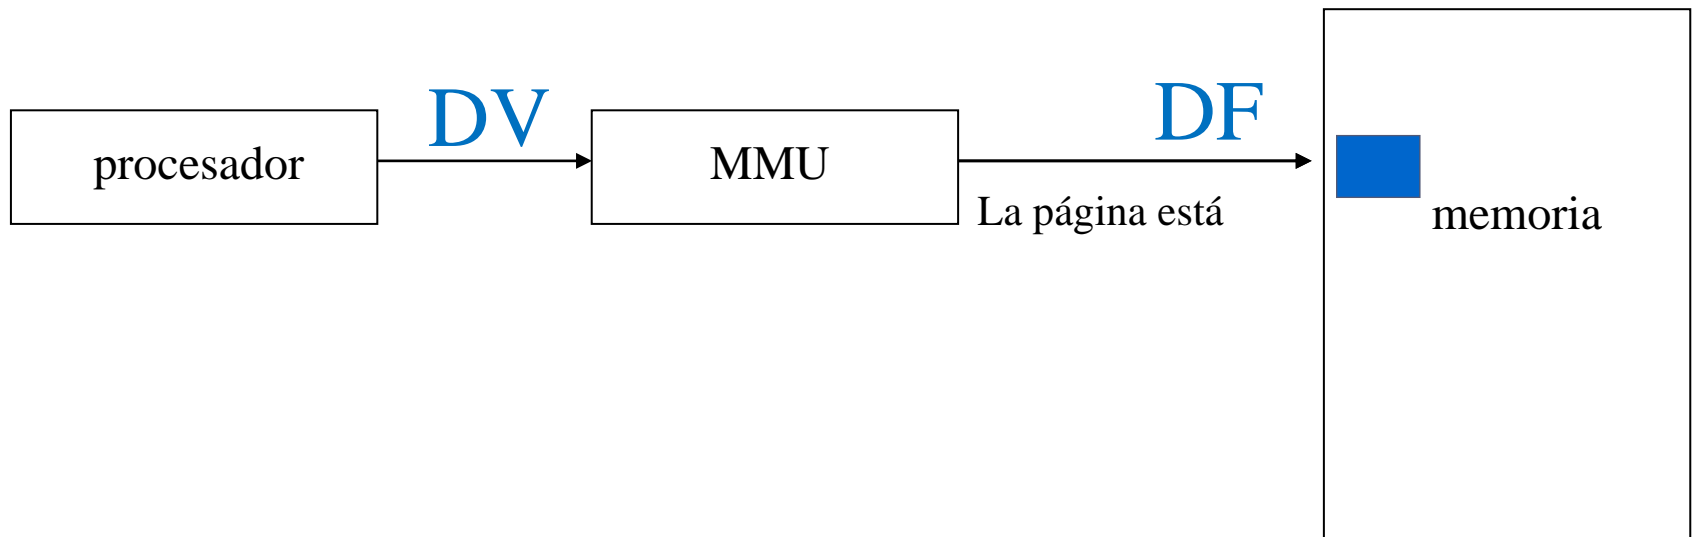 DV
DF
procesador
MMU
La página está
memoria